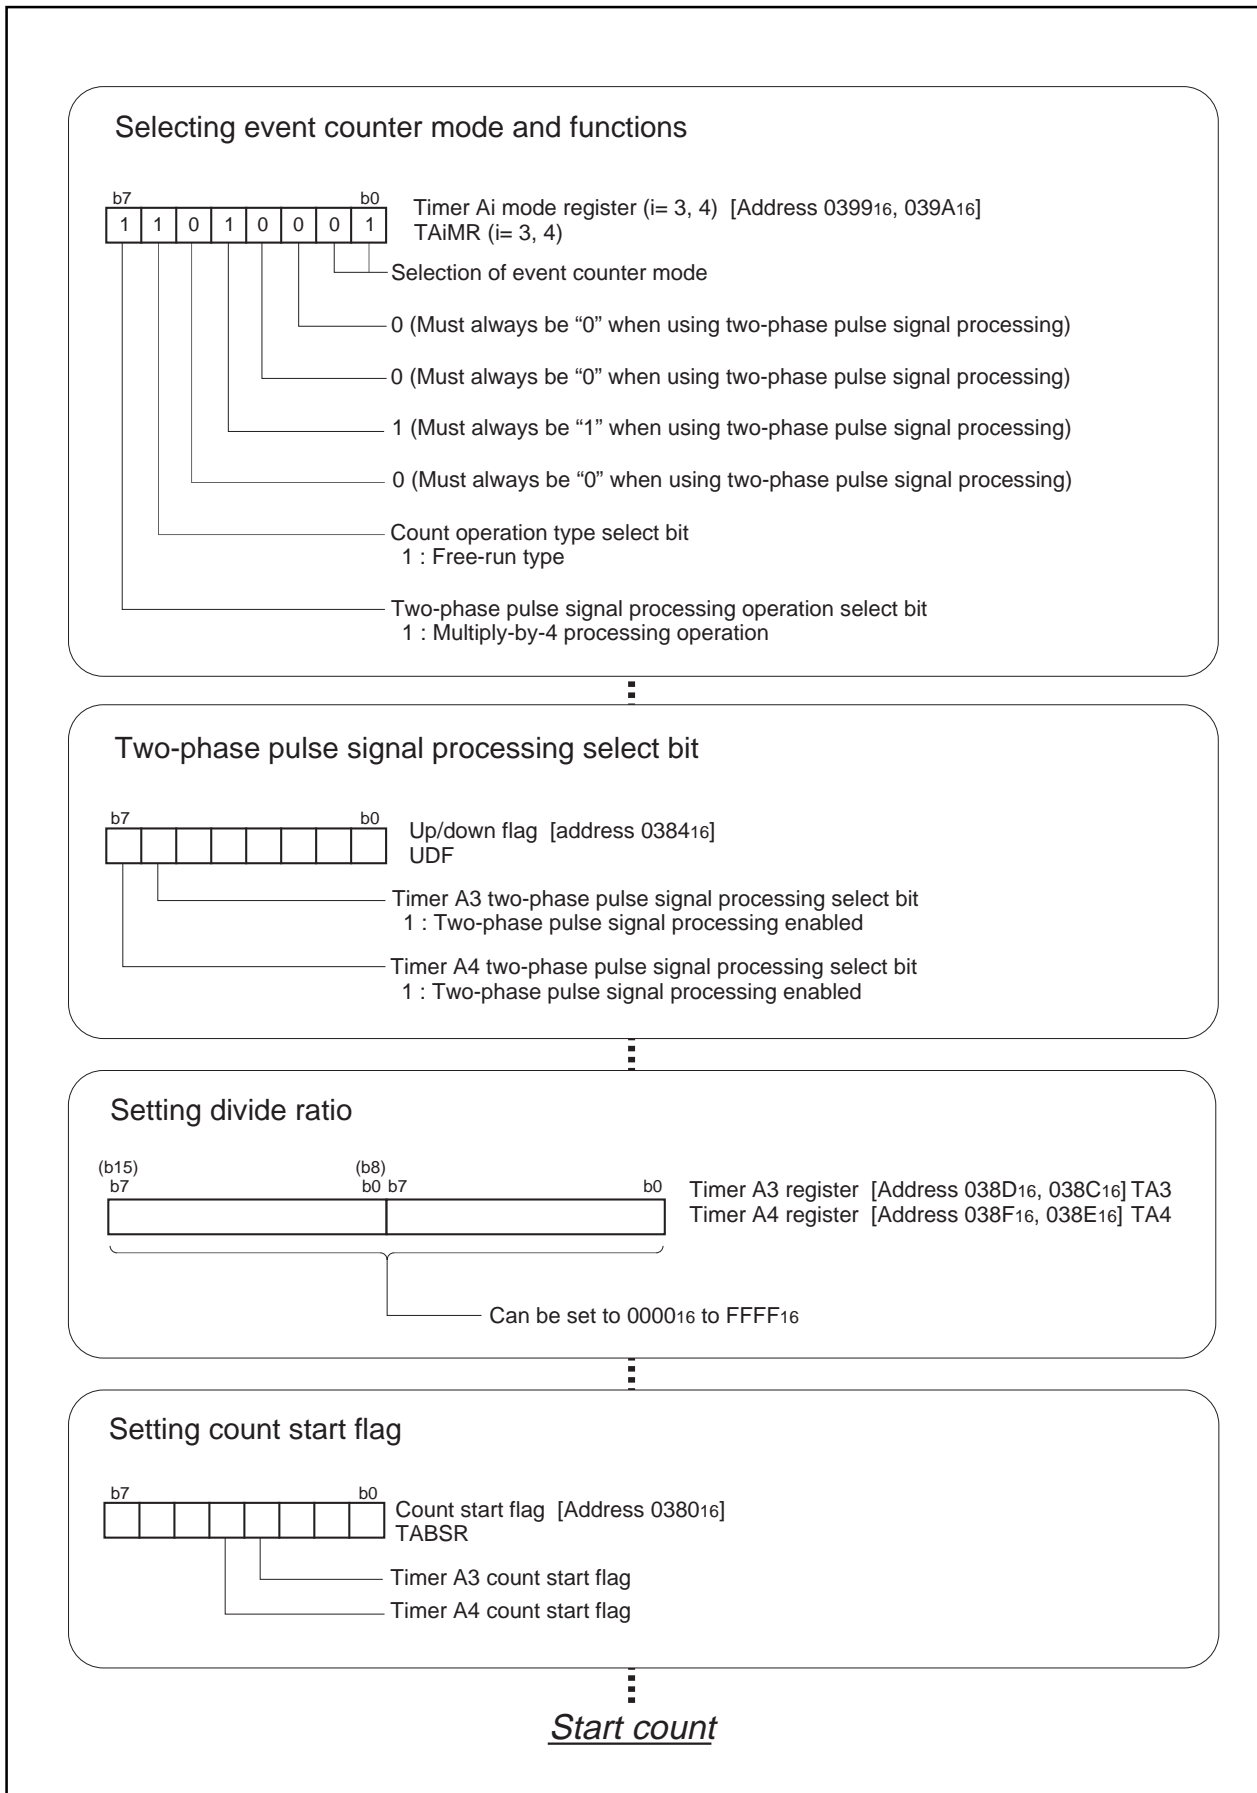 Selecting event counter mode and functions
b7 b0
1 1 0 1 0 0 0 1
Timer Ai mode register (i= 3, 4) [Address 039916, 039A16]
TAiMR (i= 3, 4)
Selection of event counter mode
0 (Must always be “0” when using two-phase pulse signal processing)
0 (Must always be “0” when using two-phase pulse signal processing)
1 (Must always be “1” when using two-phase pulse signal processing)
0 (Must always be “0” when using two-phase pulse signal processing)
Count operation type select bit
1 : Free-run type
Two-phase pulse signal processing operation select bit
1 : Multiply-by-4 processing operation
Two-phase pulse signal processing select bit
b7 b0
Up/down flag [address 038416]
UDF
Timer A3 two-phase pulse signal processing select bit
1 : Two-phase pulse signal processing enabled
Timer A4 two-phase pulse signal processing select bit
1 : Two-phase pulse signal processing enabled
Setting divide ratio
(b15) (b8)
b7 b0 b7 b0
Timer A3 register [Address 038D16, 038C16] TA3
Timer A4 register [Address 038F16, 038E16] TA4
Can be set to 000016 to FFFF16
Setting count start flag
b7 b0
Count start flag [Address 038016]
TABSR
Timer A3 count start flag
Timer A4 count start flag
Start count